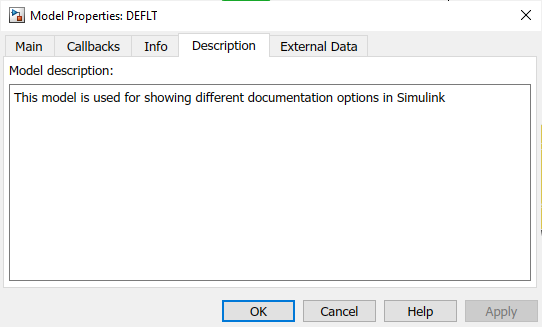 Model Properties: DEFLT
Main Callbacks Info Description External Data
Model description:
This model is used for showing different documentation options in Simulink
OK Cancel Help Apply